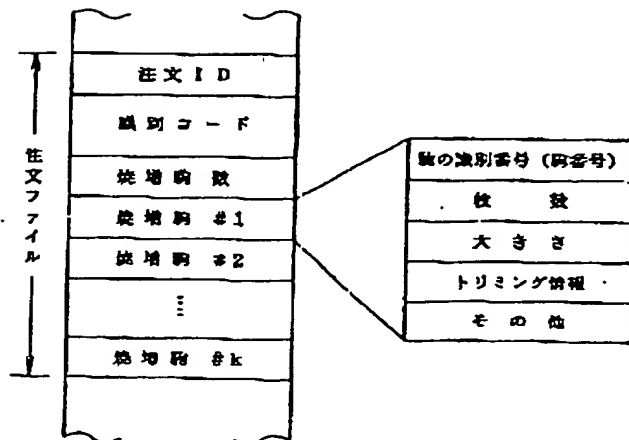 注文ID
識別コード
焼増駒数
焼増駒 #1
焼増駒 #2
⋮
焼増駒 #k
注文ファイル
駒の識別番号（駒番号）
枚数
大きさ
トリミング情報
その他